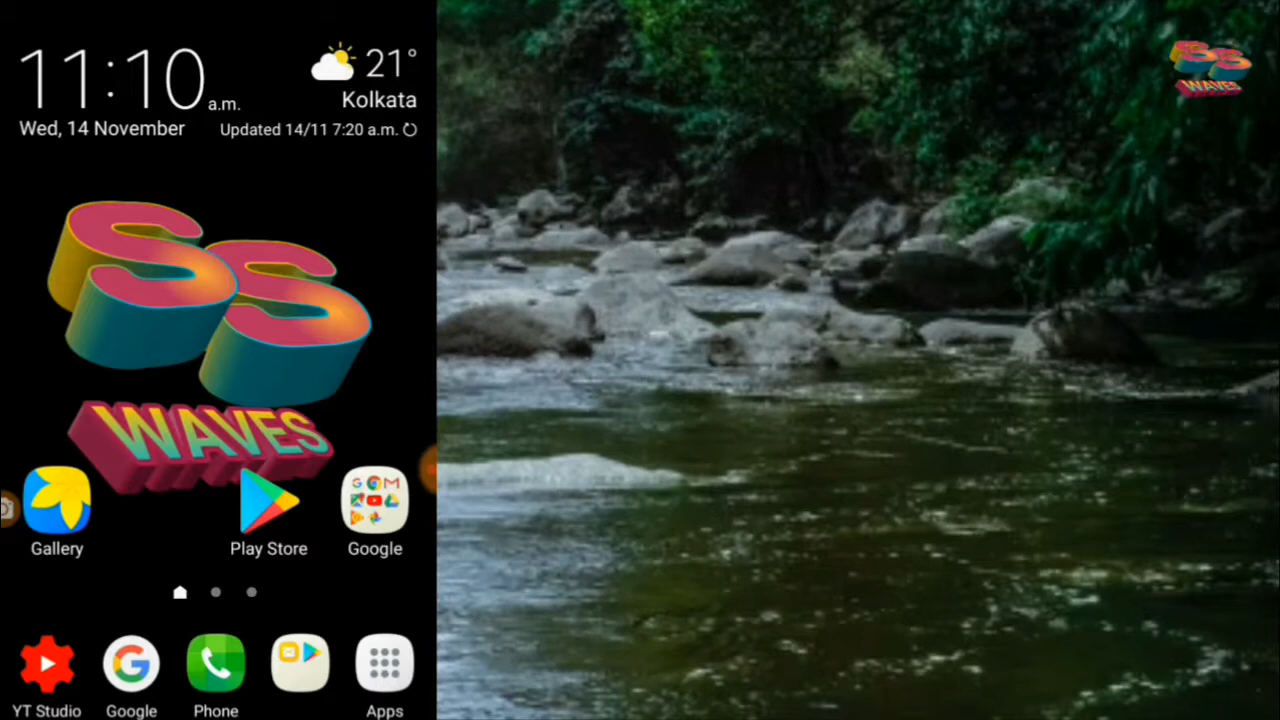 11:10 a.m.
21°
Kolkata
Wed, 14 November
Updated 14/11 7:20 a.m.
SS
WAVES
SS
WAVES
Gallery
Play Store
Google
YT Studio
Google
Phone
Apps